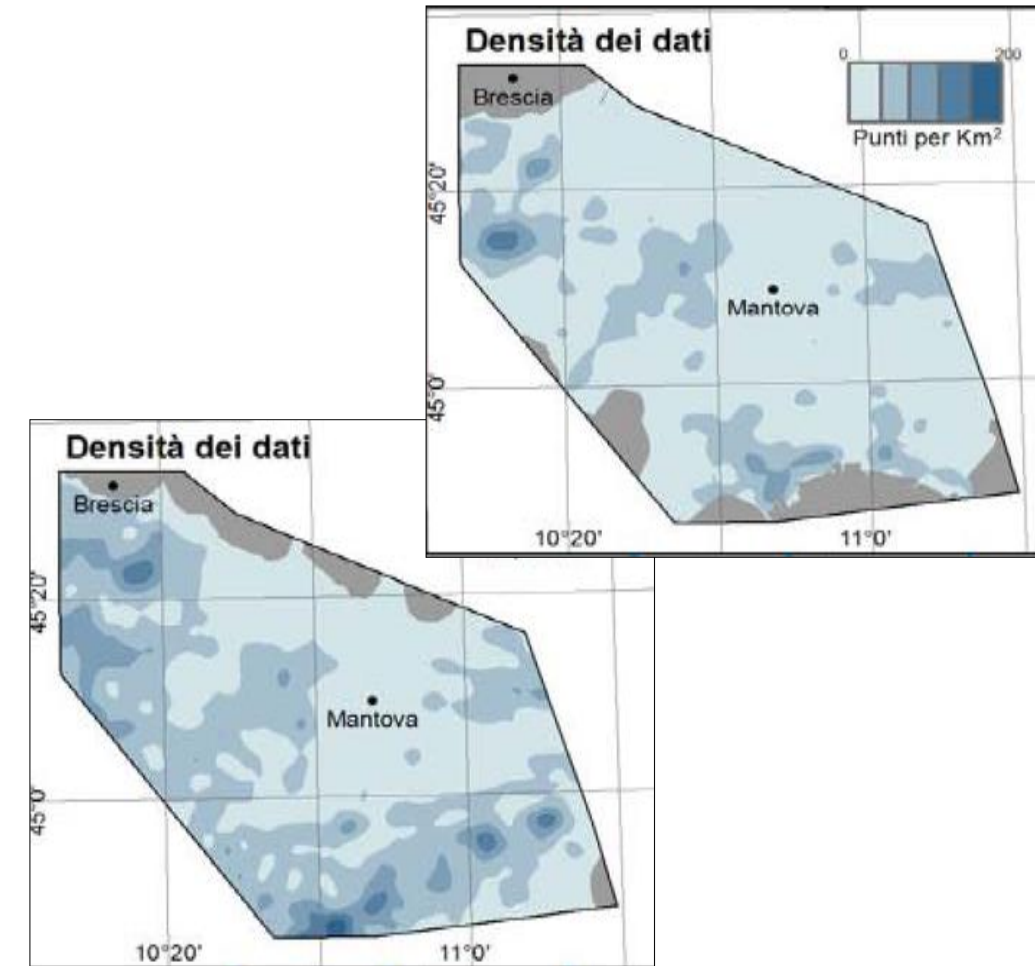 Densità dei dati
0 200
Brescia
Punti per Km²
45°20'
Mantova
45°0'
10°20' 11°0'
Densità dei dati
Brescia
45°20'
Mantova
45°0'
10°20' 11°0'